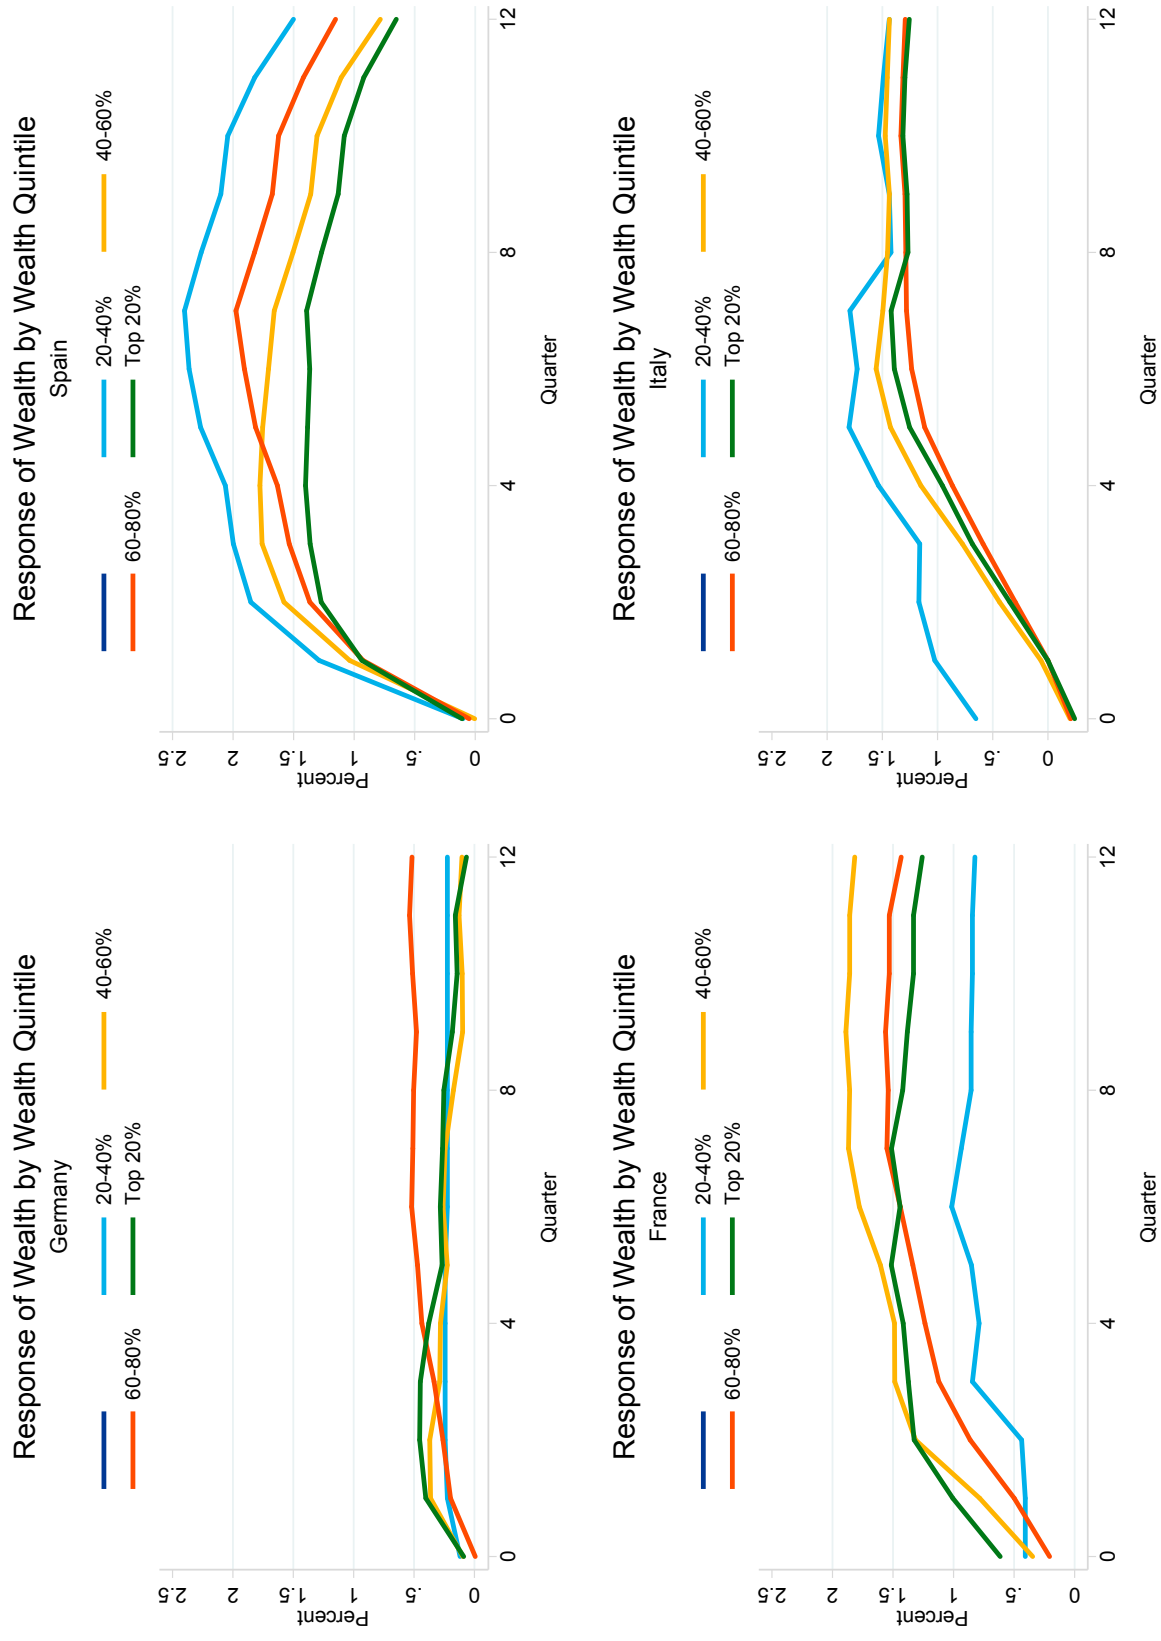 Response of Wealth by Wealth Quintile
Germany
20-40% 40-60%
60-80% Top 20%
Percent
2.5
2
1.5
1
.5
0
0 4 8 12
Quarter
Response of Wealth by Wealth Quintile
Spain
20-40% 40-60%
60-80% Top 20%
Percent
2.5
2
1.5
1
.5
0
0 4 8 12
Quarter
Response of Wealth by Wealth Quintile
France
20-40% 40-60%
60-80% Top 20%
Percent
2.5
2
1.5
1
.5
0
0 4 8 12
Quarter
Response of Wealth by Wealth Quintile
Italy
20-40% 40-60%
60-80% Top 20%
Percent
2.5
2
1.5
1
.5
0
0 4 8 12
Quarter